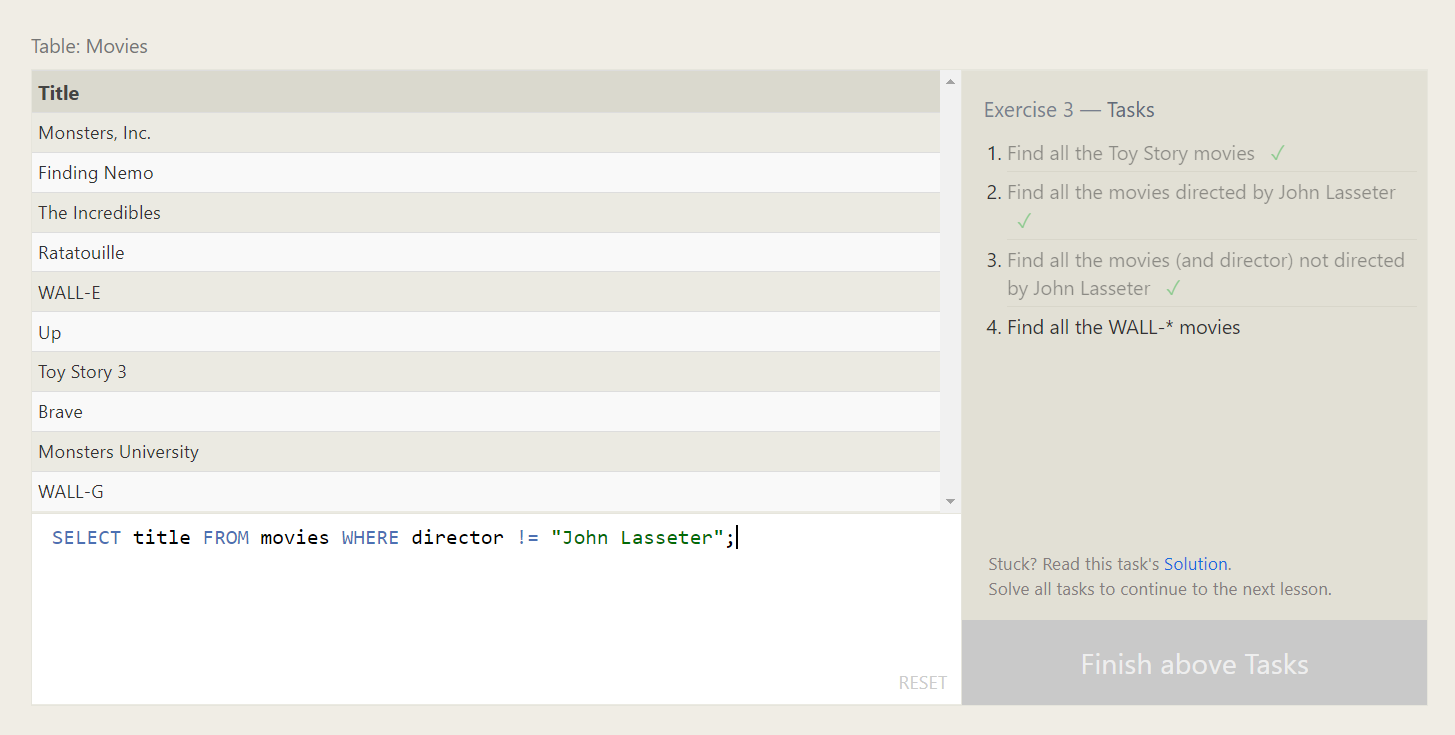 Table: Movies
Title
Monsters, Inc.
Finding Nemo
The Incredibles
Ratatouille
WALL-E
Up
Toy Story 3
Brave
Monsters University
WALL-G
SELECT title FROM movies WHERE director != "John Lasseter";
RESET
Exercise 3 — Tasks
1. Find all the Toy Story movies ✓
2. Find all the movies directed by John Lasseter
✓
3. Find all the movies (and director) not directed
by John Lasseter ✓
4. Find all the WALL-* movies
Stuck? Read this task's Solution.
Solve all tasks to continue to the next lesson.
Finish above Tasks